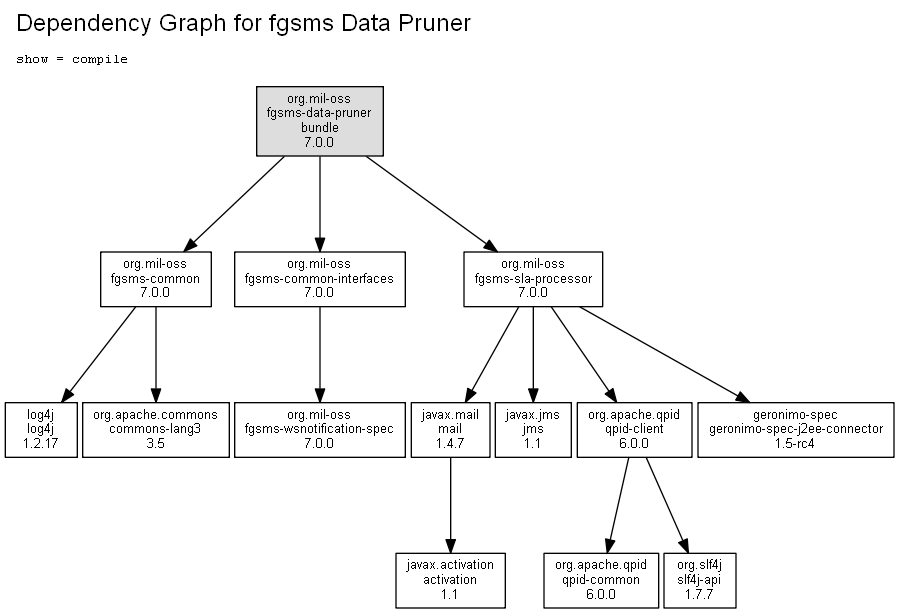 Dependency Graph for fgsms Data Pruner
show = compile
org.mil-oss
fgsms-data-pruner
bundle
7.0.0
org.mil-oss
fgsms-common
7.0.0
org.mil-oss
fgsms-common-interfaces
7.0.0
org.mil-oss
fgsms-sla-processor
7.0.0
log4j
log4j
1.2.17
org.apache.commons
commons-lang3
3.5
org.mil-oss
fgsms-wsnotification-spec
7.0.0
javax.mail
mail
1.4.7
javax.jms
jms
1.1
org.apache.qpid
qpid-client
6.0.0
geronimo-spec
geronimo-spec-j2ee-connector
1.5-rc4
javax.activation
activation
1.1
org.apache.qpid
qpid-common
6.0.0
org.slf4j
slf4j-api
1.7.7